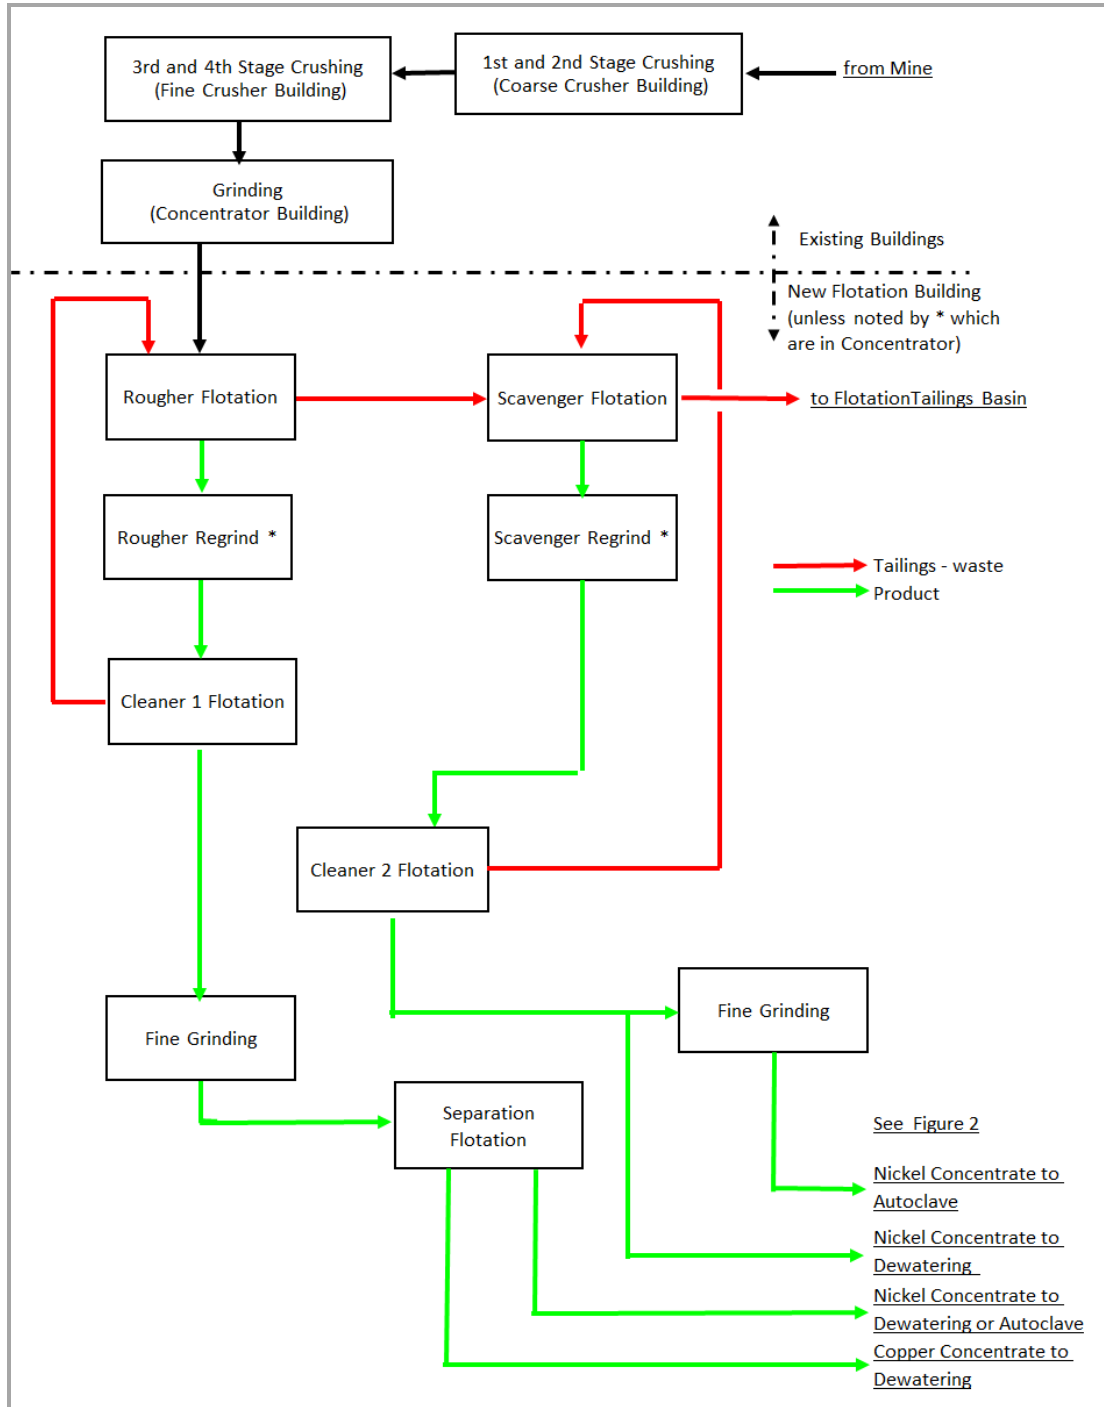 3rd and 4th Stage Crushing
(Fine Crusher Building)
1st and 2nd Stage Crushing
(Coarse Crusher Building)
from Mine
Grinding
(Concentrator Building)
Existing Buildings
New Flotation Building
(unless noted by * which
are in Concentrator)
Rougher Flotation
Scavenger Flotation
to FlotationTailings Basin
Rougher Regrind *
Scavenger Regrind *
Tailings - waste
Product
Cleaner 1 Flotation
Cleaner 2 Flotation
Fine Grinding
Fine Grinding
Separation
Flotation
See Figure 2
Nickel Concentrate to
Autoclave
Nickel Concentrate to
Dewatering
Nickel Concentrate to
Dewatering or Autoclave
Copper Concentrate to
Dewatering